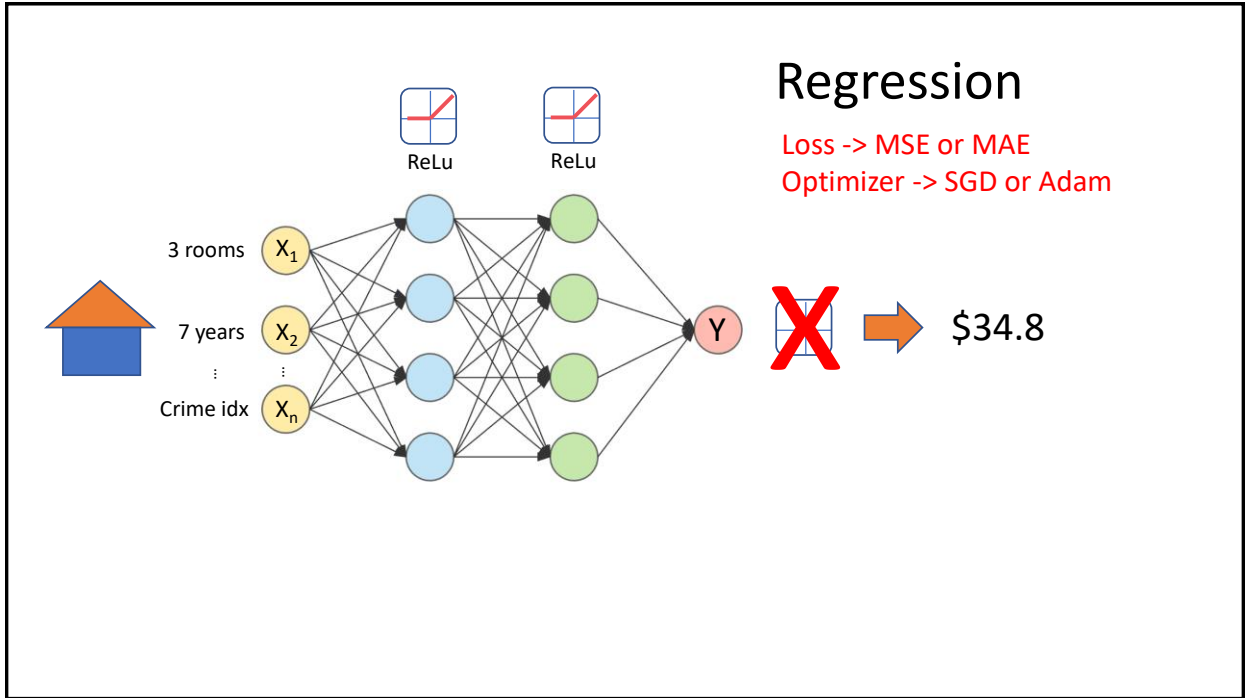 Regression
Loss -> MSE or MAE
Optimizer -> SGD or Adam
ReLu
ReLu
3 rooms
X1
7 years
X2
⋮
⋮
Crime idx
Xn
Y
X
$34.8